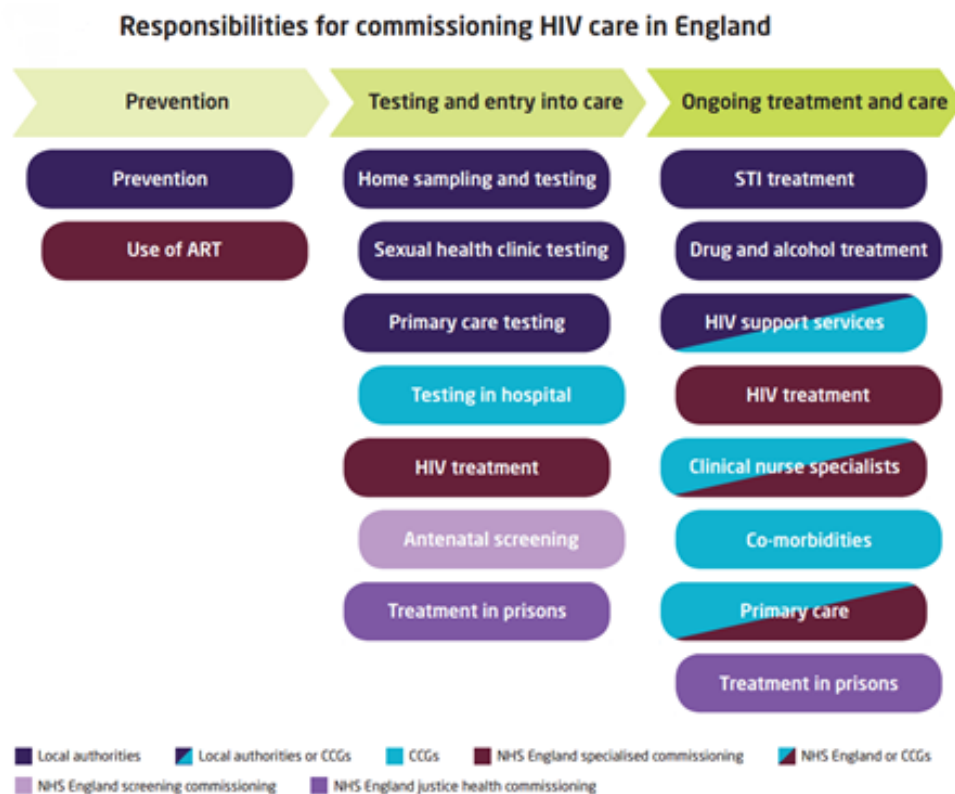 Responsibilities for commissioning HIV care in England
Prevention
Testing and entry into care
Ongoing treatment and care
Prevention
Use of ART
Home sampling and testing
Sexual health clinic testing
Primary care testing
Testing in hospital
HIV treatment
Antenatal screening
Treatment in prisons
STI treatment
Drug and alcohol treatment
HIV support services
HIV treatment
Clinical nurse specialists
Co-morbidities
Primary care
Treatment in prisons
Local authorities
Local authorities or CCGs
CCGs
NHS England specialised commissioning
NHS England or CCGs
NHS England screening commissioning
NHS England justice health commissioning